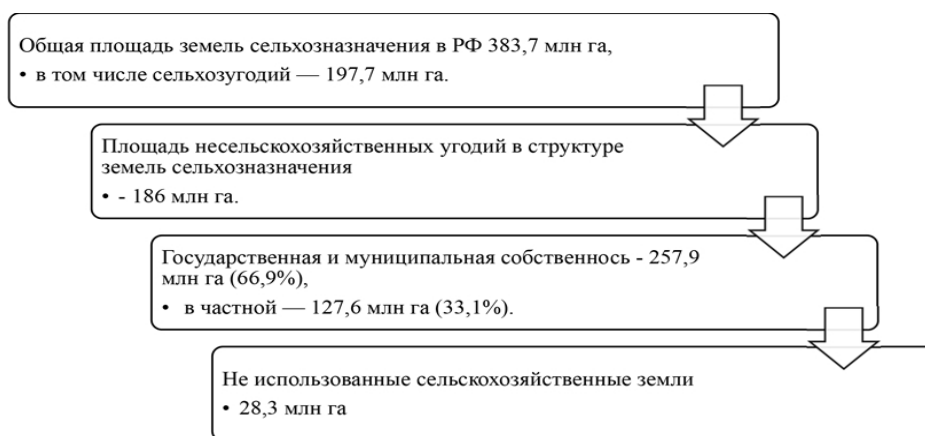 Общая площадь земель сельхозназначения в РФ 383,7 млн га,
• в том числе сельхозугодий — 197,7 млн га.
Площадь несельскохозяйственных угодий в структуре
земель сельхозназначения
• - 186 млн га.
Государственная и муниципальная собственнось - 257,9
млн га (66,9%),
• в частной — 127,6 млн га (33,1%).
Не использованные сельскохозяйственные земли
• 28,3 млн га